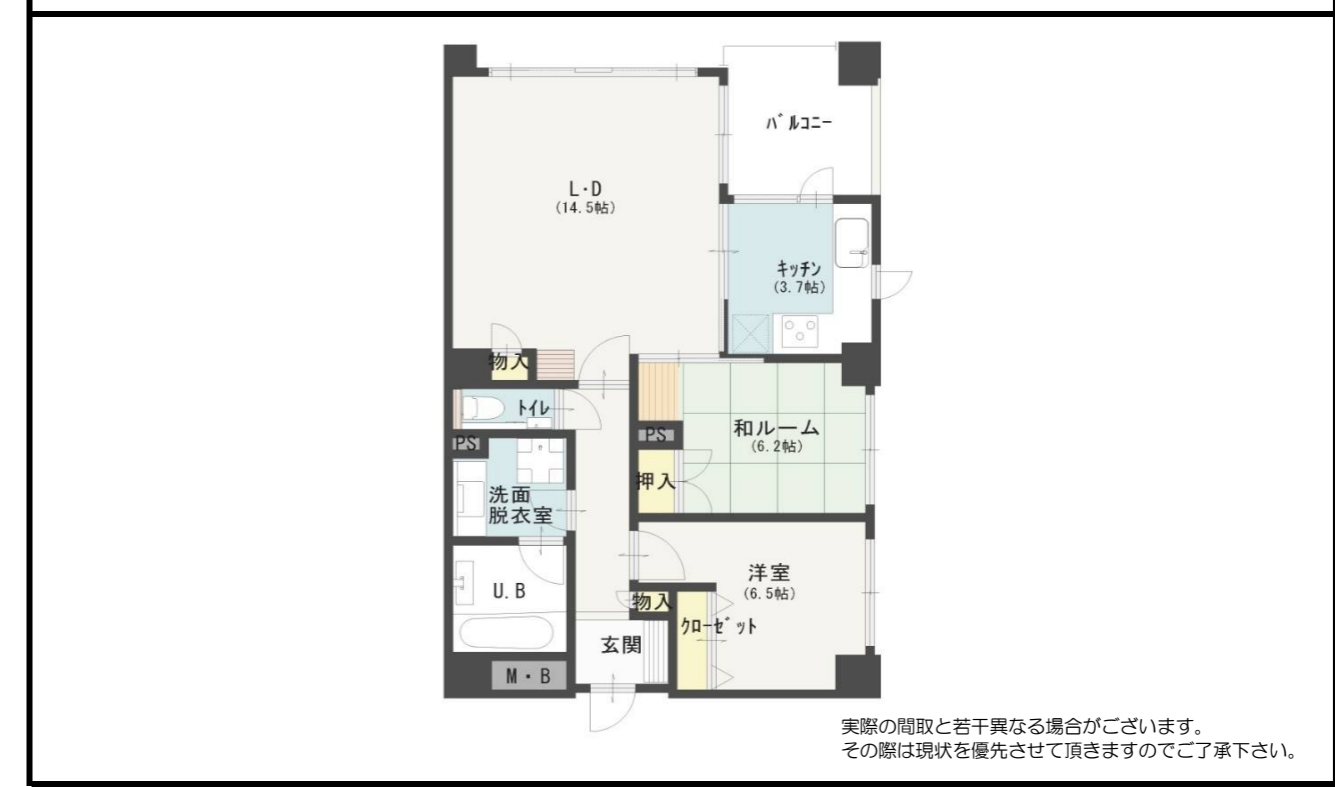 バルコニー
L・D
(14.5帖)
キッチン
(3.7帖)
物入
トイレ
和ルーム
(6.2帖)
PS
PS
押入
洗面
脱衣室
洋室
(6.5帖)
U.B
物入
クローゼット
玄関
M・B
実際の間取と若干異なる場合がございます。
その際は現状を優先させて頂きますのでご了承下さい。